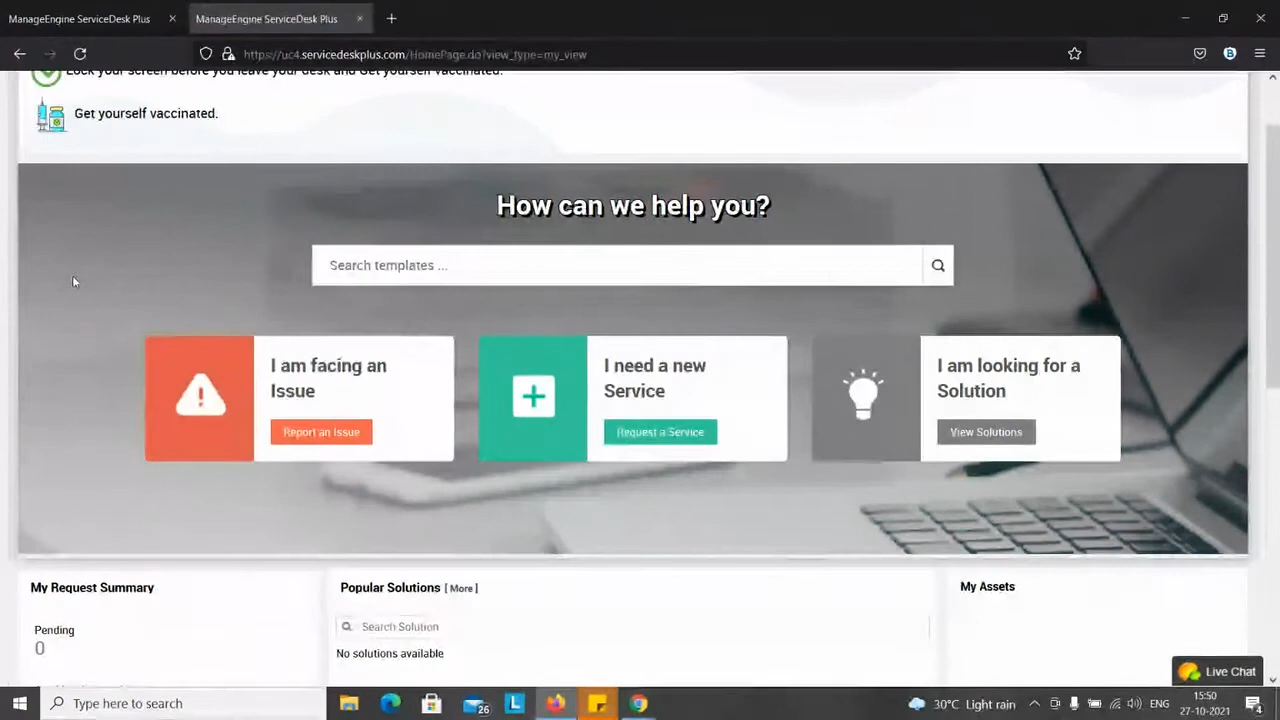 ManageEngine ServiceDesk Plus
ManageEngine ServiceDesk Plus
https://uc4.servicedeskplus.com/HomePage.do?view_type=my_view
Lock your screen before you leave your desk and Get yourself vaccinated.
Get yourself vaccinated.
How can we help you?
Search templates ...
I am facing an
Issue
Report an Issue
I need a new
Service
Request a Service
I am looking for a
Solution
View Solutions
My Request Summary
Pending
0
Popular Solutions [ More ]
Search Solution
No solutions available
My Assets
Live Chat
Type here to search
26
L
30°C Light rain
ENG
15:50
27-10-2021
4